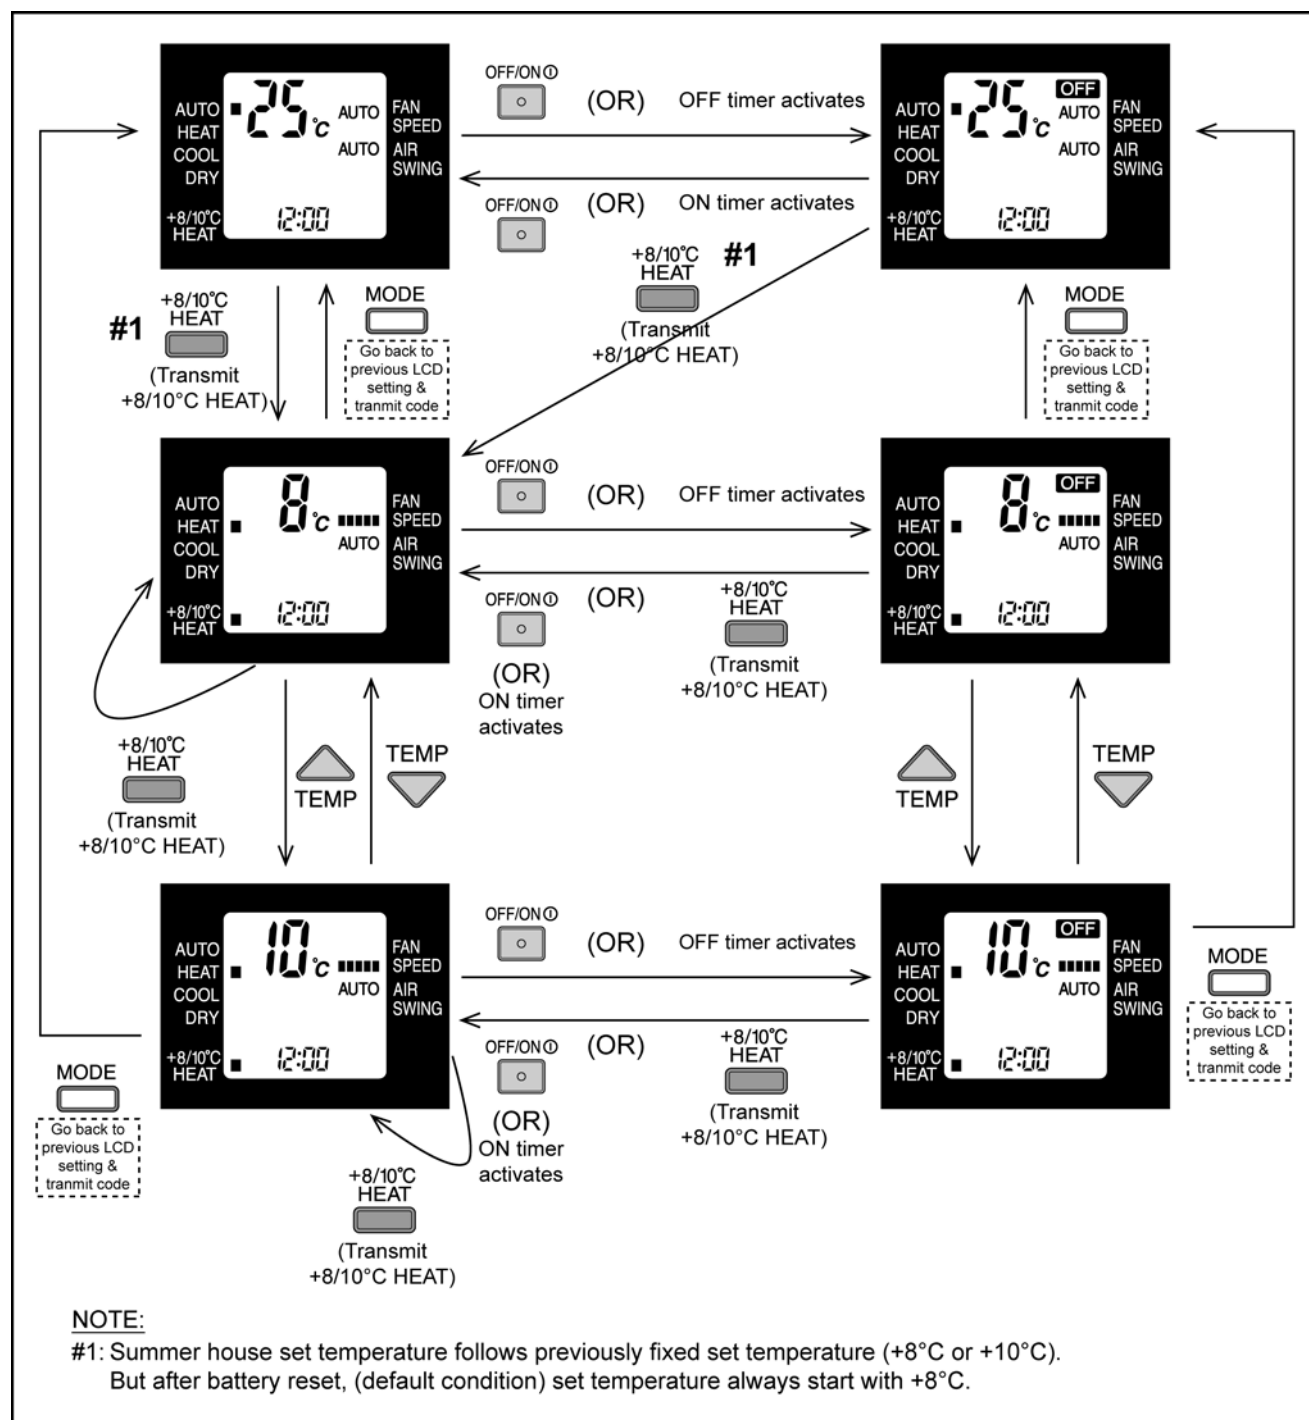 AUTO
HEAT
COOL
DRY
+8/10°C
HEAT
25°C
AUTO
AUTO
12:00
FAN
SPEED
AIR
SWING
OFF/ON
(OR) OFF timer activates
OFF/ON
(OR) ON timer activates
AUTO
HEAT
COOL
DRY
+8/10°C
HEAT
25°C
OFF
AUTO
AUTO
12:00
FAN
SPEED
AIR
SWING
#1
+8/10°C
HEAT
(Transmit
+8/10°C HEAT)
MODE
Go back to
previous LCD
setting &
tranmit code
+8/10°C
HEAT
#1
(Transmit
+8/10°C HEAT)
MODE
Go back to
previous LCD
setting &
tranmit code
AUTO
HEAT
COOL
DRY
+8/10°C
HEAT
8°C
AUTO
12:00
FAN
SPEED
AIR
SWING
OFF/ON
(OR) OFF timer activates
OFF/ON
(OR)
(OR)
ON timer
activates
+8/10°C
HEAT
(Transmit
+8/10°C HEAT)
AUTO
HEAT
COOL
DRY
+8/10°C
HEAT
OFF
8°C
AUTO
12:00
FAN
SPEED
AIR
SWING
+8/10°C
HEAT
(Transmit
+8/10°C HEAT)
TEMP
TEMP
TEMP
TEMP
AUTO
HEAT
COOL
DRY
+8/10°C
HEAT
10°C
AUTO
12:00
FAN
SPEED
AIR
SWING
OFF/ON
(OR) OFF timer activates
OFF/ON
(OR)
(OR)
ON timer
activates
+8/10°C
HEAT
(Transmit
+8/10°C HEAT)
AUTO
HEAT
COOL
DRY
+8/10°C
HEAT
OFF
10°C
AUTO
12:00
FAN
SPEED
AIR
SWING
MODE
Go back to
previous LCD
setting &
tranmit code
MODE
Go back to
previous LCD
setting &
tranmit code
+8/10°C
HEAT
(Transmit
+8/10°C HEAT)
NOTE:
#1: Summer house set temperature follows previously fixed set temperature (+8°C or +10°C).
But after battery reset, (default condition) set temperature always start with +8°C.